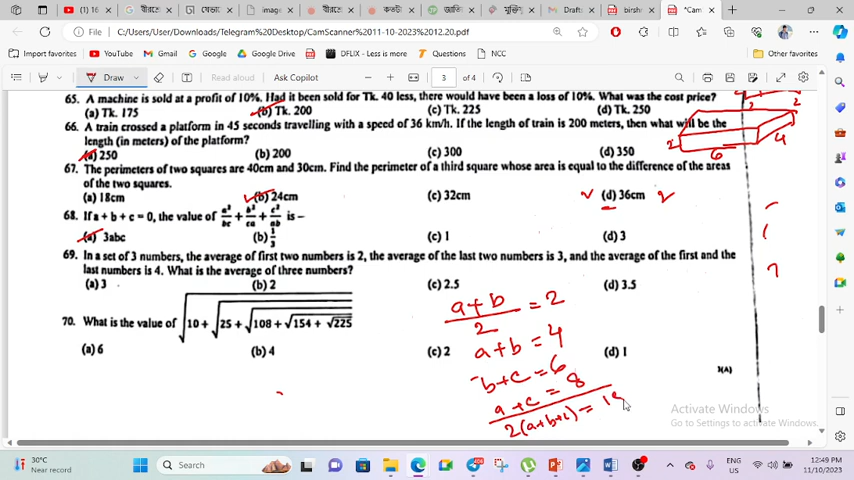 (1) 16
image
Drafts
birsh
*Cam
File
C:/Users/User/Downloads/Telegram%20Desktop/CamScanner%2011-10-2023%2012.20.pdf
Import favorites
YouTube
Gmail
Google
Google Drive
DFLIX - Less is more
Questions
NCC
Other favorites
Draw
Read aloud
Ask Copilot
3 of 4
65. A machine is sold at a profit of 10%. Had it been sold for Tk. 40 less, there would have been a loss of 10%. What was the cost price?
(a) Tk. 175 (b) Tk. 200 (c) Tk. 225 (d) Tk. 250
66. A train crossed a platform in 45 seconds travelling with a speed of 36 km/h. If the length of train is 200 meters, then what will be the
length (in meters) of the platform?
(a) 250 (b) 200 (c) 300 (d) 350
2 6 4
67. The perimeters of two squares are 40cm and 30cm. Find the perimeter of a third square whose area is equal to the difference of the areas
of the two squares.
(a) 18cm (b) 24cm (c) 32cm (d) 36cm
68. If a + b + c = 0, the value of a²/bc + b²/ca + c²/ab is –
(a) 3abc (b) 1/3 (c) 1 (d) 3
69. In a set of 3 numbers, the average of first two numbers is 2, the average of the last two numbers is 3, and the average of the first and the
last numbers is 4. What is the average of three numbers?
(a) 3 (b) 2 (c) 2.5 (d) 3.5
70. What is the value of √10 + √25 + √108 + √154 + √225
(a) 6 (b) 4 (c) 2 (d) 1
a+b/2 = 2
a+b = 4
b+c = 6
a+c = 8
2(a+b+c) = 18
3(A)
Activate Windows
Go to Settings to activate Windows.
30°C
Near record
Search
ENG
US
12:49 PM
11/10/2023